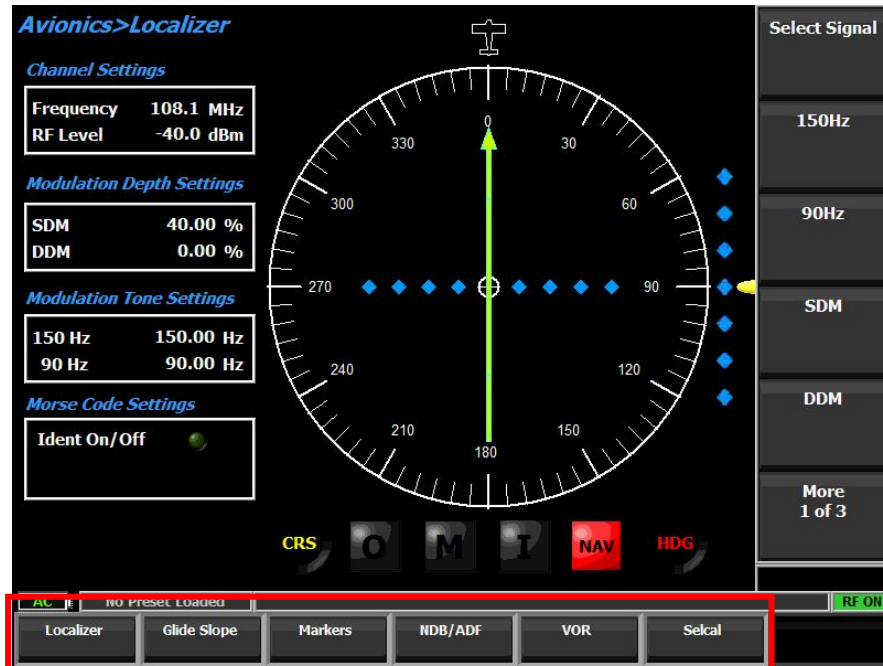 Avionics>Localizer
Channel Settings
Frequency 108.1 MHz
RF Level -40.0 dBm
Modulation Depth Settings
SDM 40.00 %
DDM 0.00 %
Modulation Tone Settings
150 Hz 150.00 Hz
90 Hz 90.00 Hz
Morse Code Settings
Ident On/Off
0
30
60
90
120
150
180
210
240
270
300
330
CRS O M I NAV HDG
Select Signal
150Hz
90Hz
SDM
DDM
More
1 of 3
AC No Preset Loaded RF ON
Localizer Glide Slope Markers NDB/ADF VOR Selcal